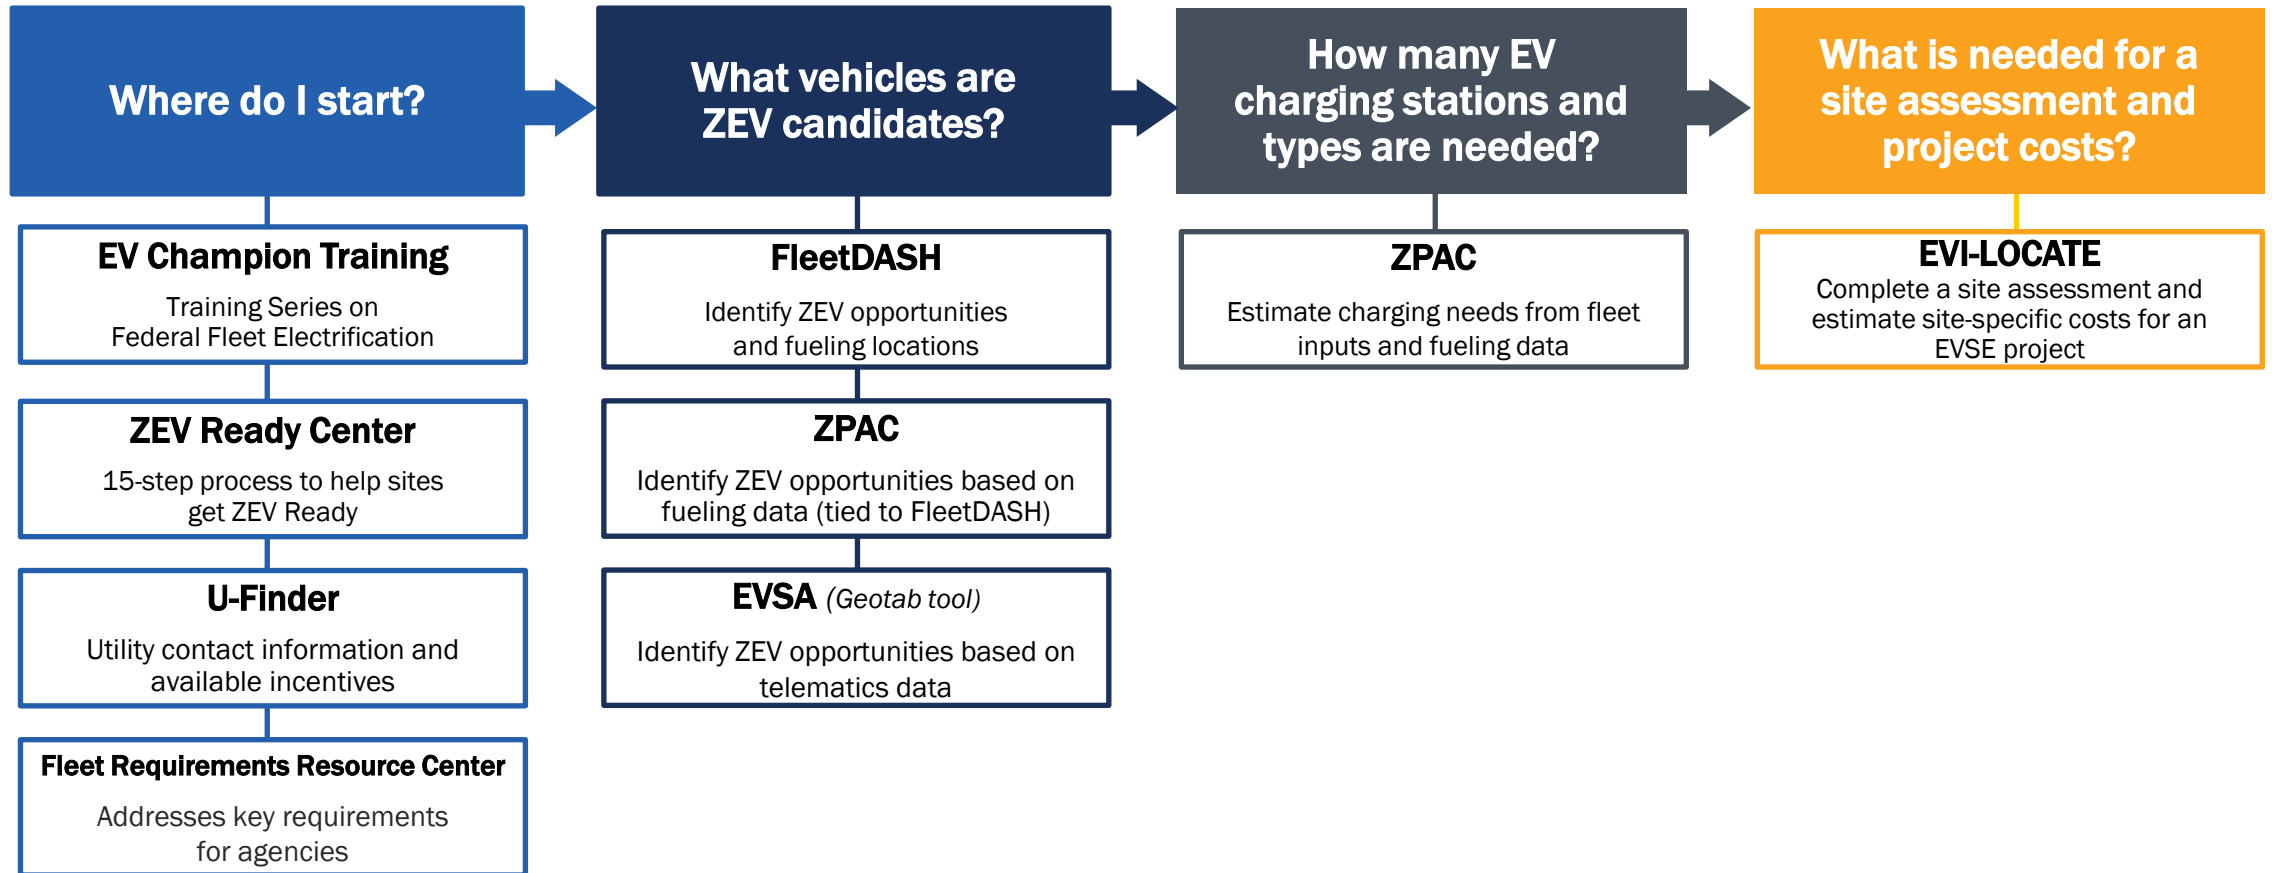 Where do I start?
EV Champion Training
Training Series on
Federal Fleet Electrification
ZEV Ready Center
15-step process to help sites
get ZEV Ready
U-Finder
Utility contact information and
available incentives
Fleet Requirements Resource Center
Addresses key requirements
for agencies
What vehicles are
ZEV candidates?
FleetDASH
Identify ZEV opportunities
and fueling locations
ZPAC
Identify ZEV opportunities based on
fueling data (tied to FleetDASH)
EVSA (Geotab tool)
Identify ZEV opportunities based on
telematics data
How many EV
charging stations and
types are needed?
ZPAC
Estimate charging needs from fleet
inputs and fueling data
What is needed for a
site assessment and
project costs?
EVI-LOCATE
Complete a site assessment and
estimate site-specific costs for an
EVSE project